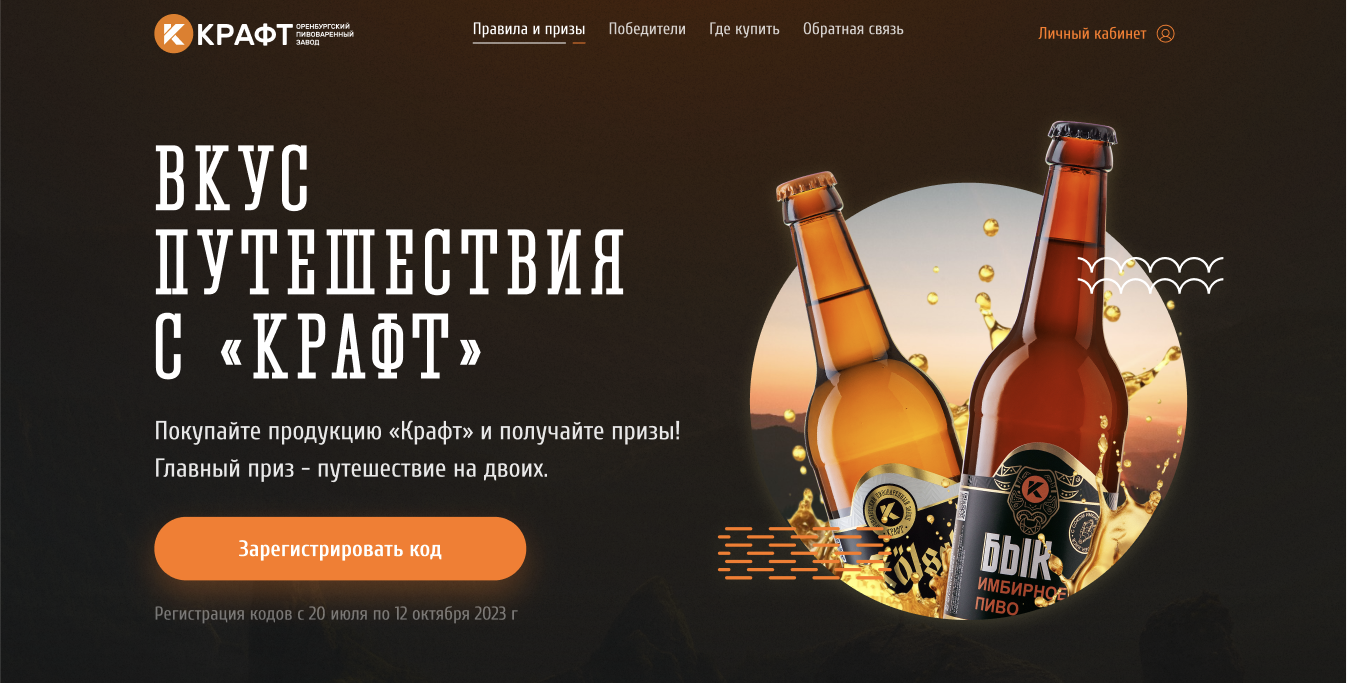 КРАФТ
ОРЕНБУРГСКИЙ
ПИВОВАРЕННЫЙ
ЗАВОД
Правила и призы
Победители
Где купить
Обратная связь
Личный кабинет
ВКУС
ПУТЕШЕСТВИЯ
С «КРАФТ»
Покупайте продукцию «Крафт» и получайте призы!
Главный приз - путешествие на двоих.
Зарегистрировать код
Регистрация кодов с 20 июля по 12 октября 2023 г
КРАФТ
БЫК
ИМБИРНОЕ
ПИВО